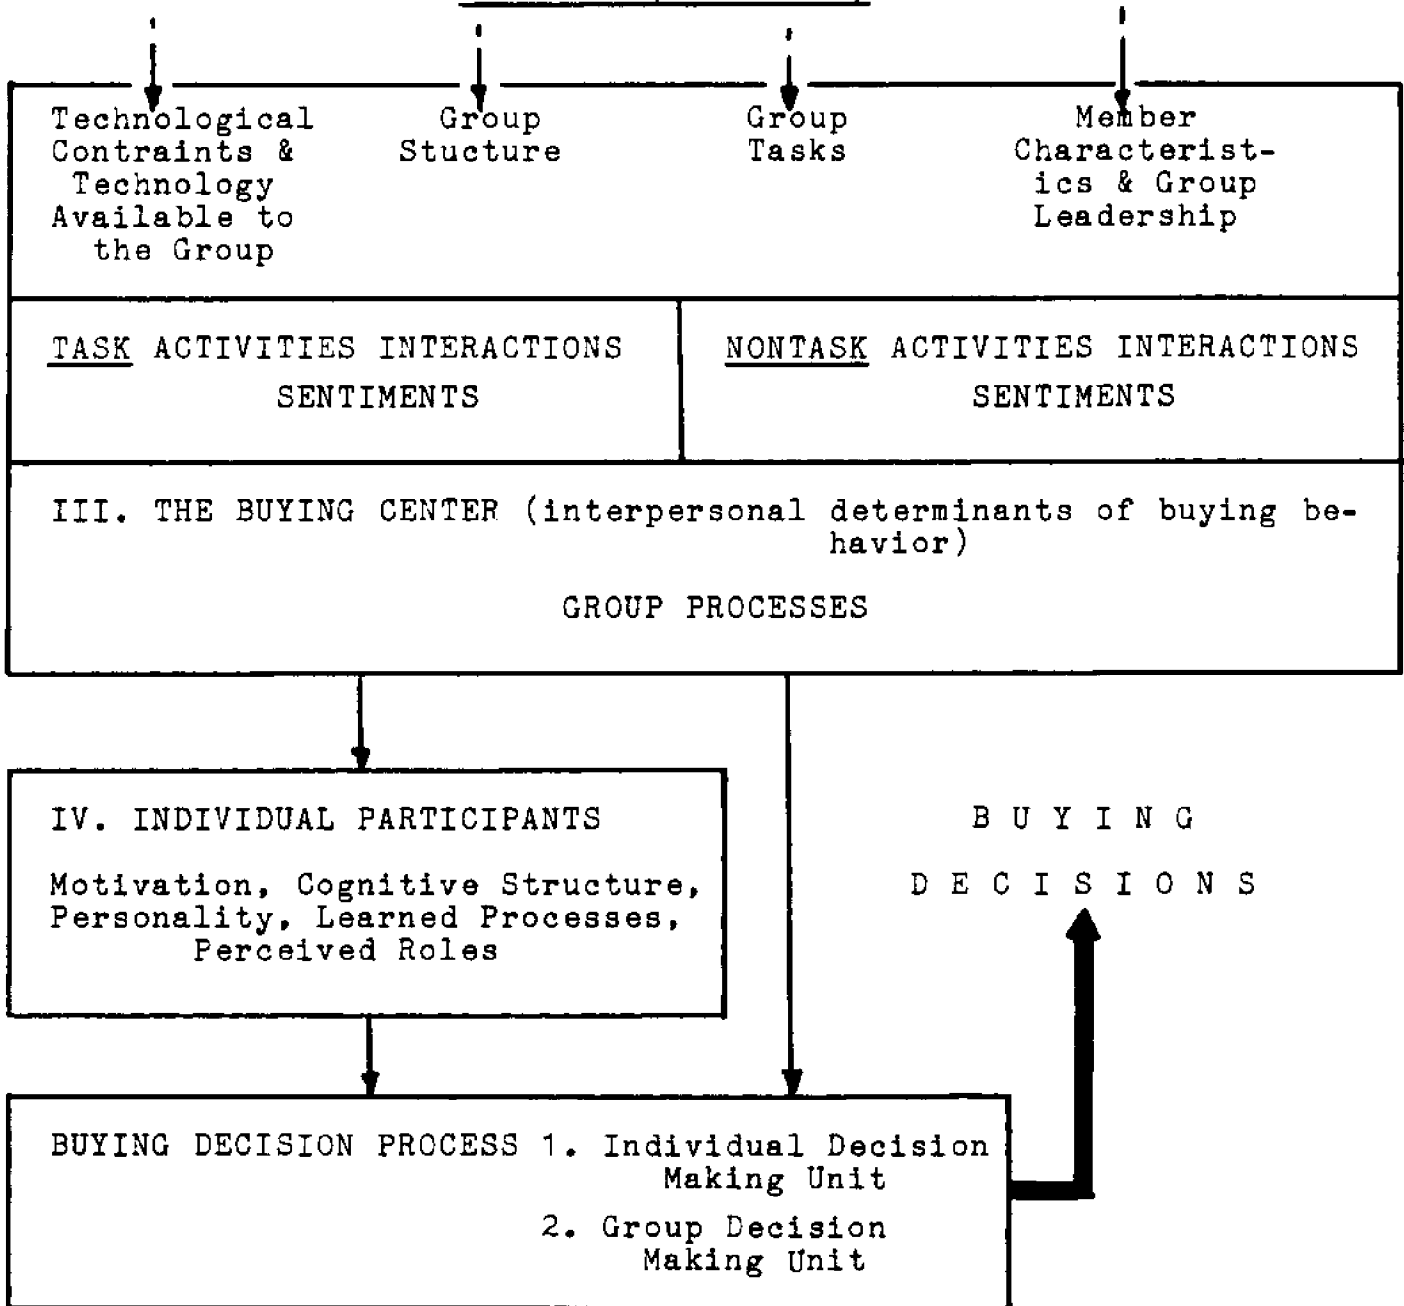 Technological
Contraints &
Technology
Available to
the Group
Group
Stucture
Group
Tasks
Member
Characterist-
ics & Group
Leadership
TASK ACTIVITIES INTERACTIONS
SENTIMENTS
NONTASK ACTIVITIES INTERACTIONS
SENTIMENTS
III. THE BUYING CENTER (interpersonal determinants of buying be-
havior)
GROUP PROCESSES
IV. INDIVIDUAL PARTICIPANTS
Motivation, Cognitive Structure,
Personality, Learned Processes,
Perceived Roles
BUYING
DECISIONS
BUYING DECISION PROCESS 1. Individual Decision
Making Unit
2. Group Decision
Making Unit